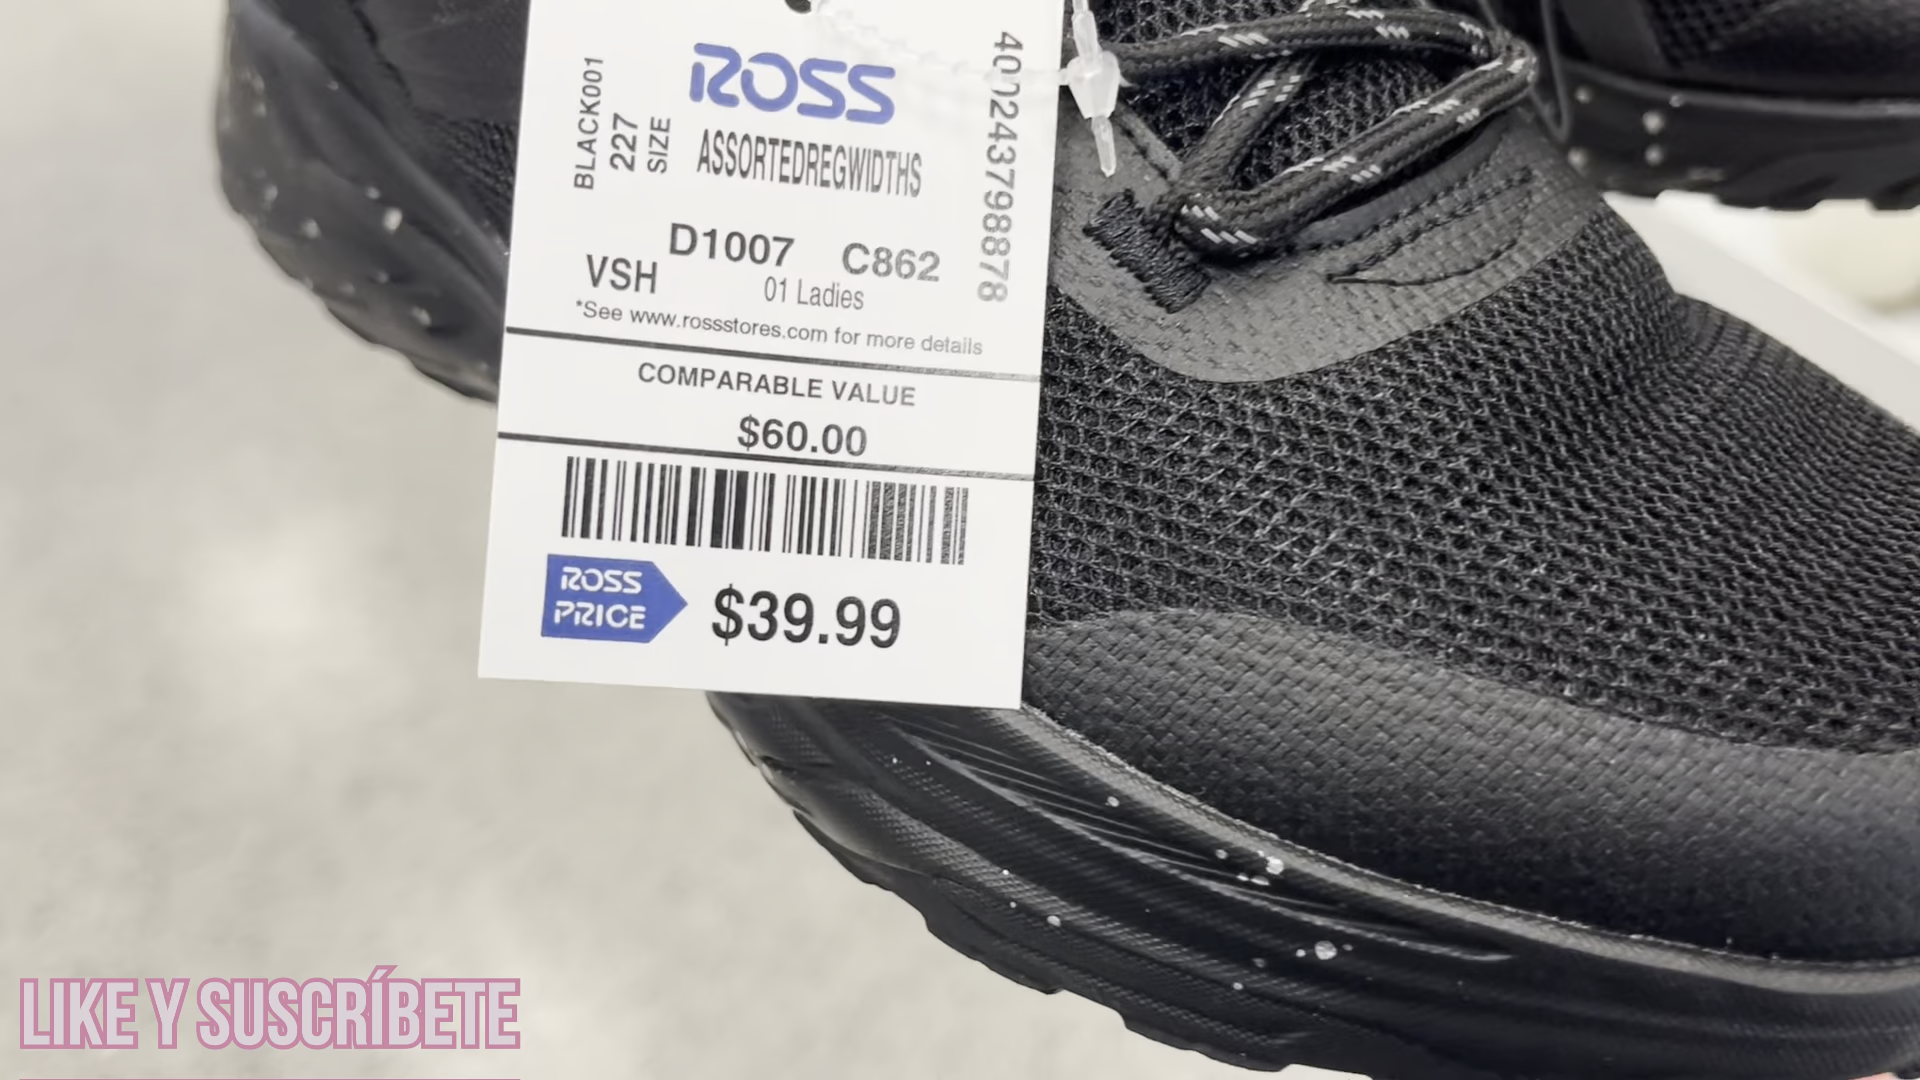 ROSS
BLACK001
227
SIZE
ASSORTEDREGWIDTHS
400243798878
D1007 C862
VSH 01 Ladies
*See www.rossstores.com for more details
COMPARABLE VALUE
$60.00
ROSS
PRICE
$39.99
LIKE Y SUSCRÍBETE